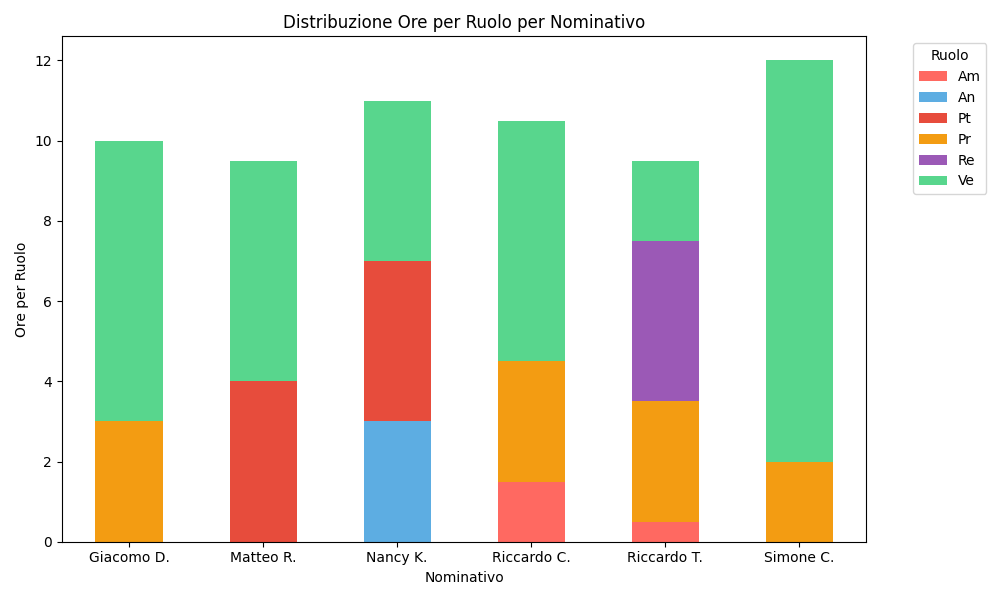 Distribuzione Ore per Ruolo per Nominativo
Ruolo
Am
An
Pt
Pr
Re
Ve
Ore per Ruolo
12
10
8
6
4
2
0
Giacomo D.
Matteo R.
Nancy K.
Riccardo C.
Riccardo T.
Simone C.
Nominativo